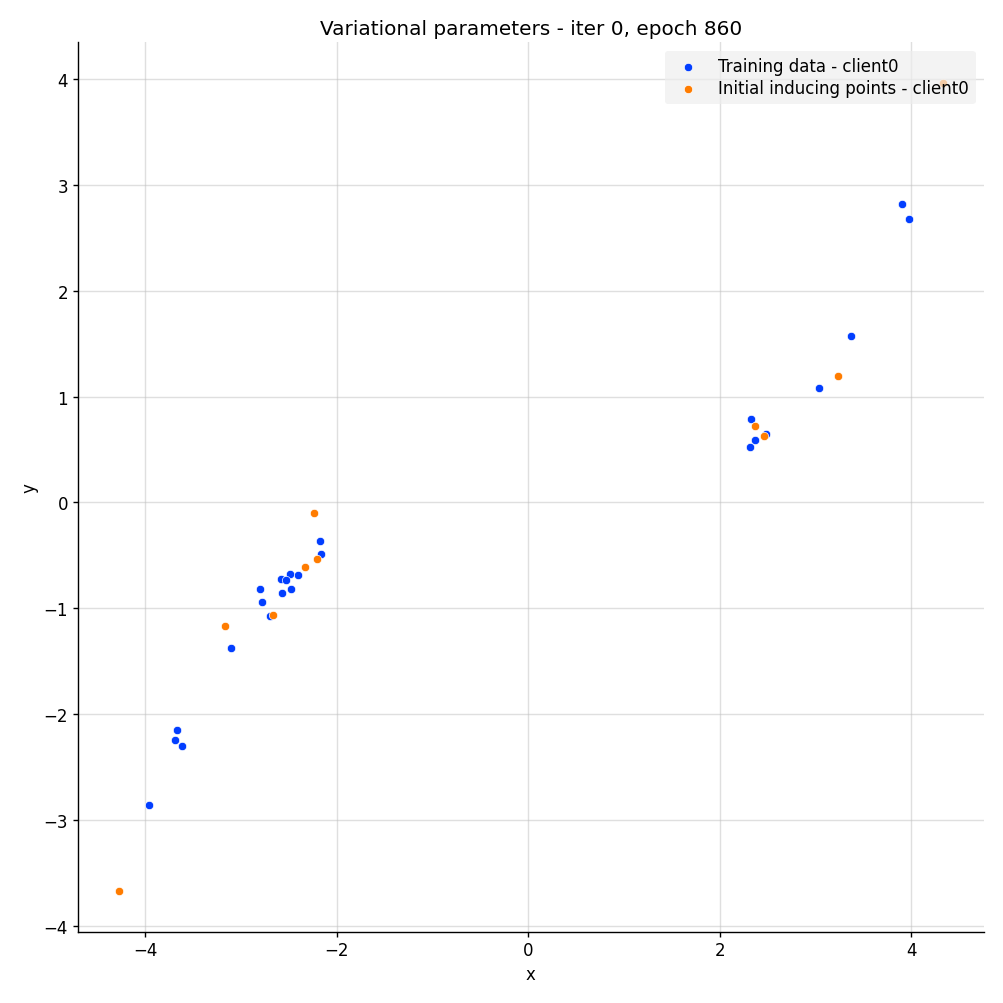 Variational parameters - iter 0, epoch 860
Training data - client0
Initial inducing points - client0
4
3
2
1
0
−1
−2
−3
−4
y
−4 −2 0 2 4
x